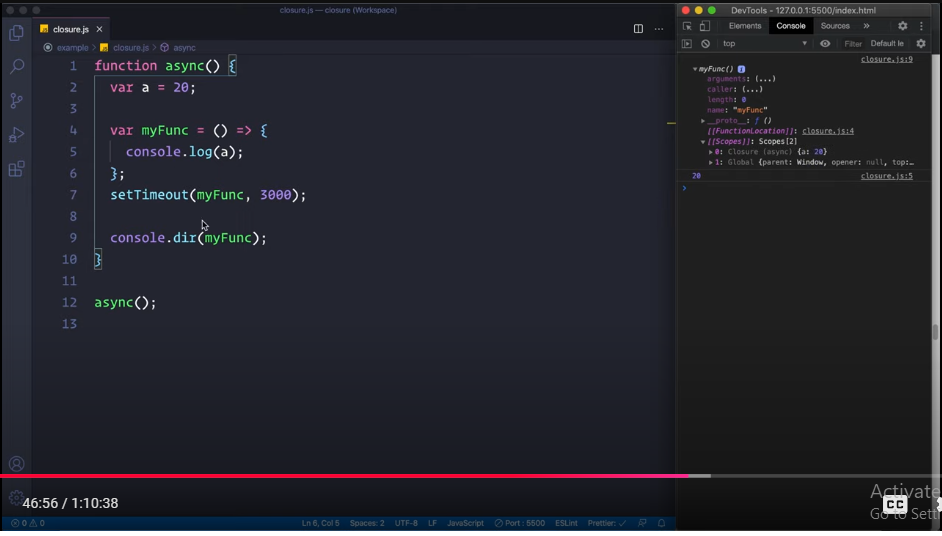 closure.js — closure (Workspace)
closure.js ×
example > closure.js > async
1 function async() {
2 var a = 20;
3
4 var myFunc = () => {
5 console.log(a);
6 };
7 setTimeout(myFunc, 3000);
8
9 console.dir(myFunc);
10 }
11
12 async();
13
DevTools - 127.0.0.1:5500/index.html
Elements Console Sources »
top Filter Default le
closure.js:9
myFunc()
arguments: (...)
caller: (...)
length: 0
name: "myFunc"
__proto__: ƒ ()
[[FunctionLocation]]: closure.js:4
[[Scopes]]: Scopes[2]
0: Closure (async) {a: 20}
1: Global {parent: Window, opener: null, top:…
20 closure.js:5
46:56 / 1:10:38
Activate
CC
Go to Sett
0 0 Ln 6, Col 5 Spaces: 2 UTF-8 LF JavaScript Port : 5500 ESLint Prettier: ✓